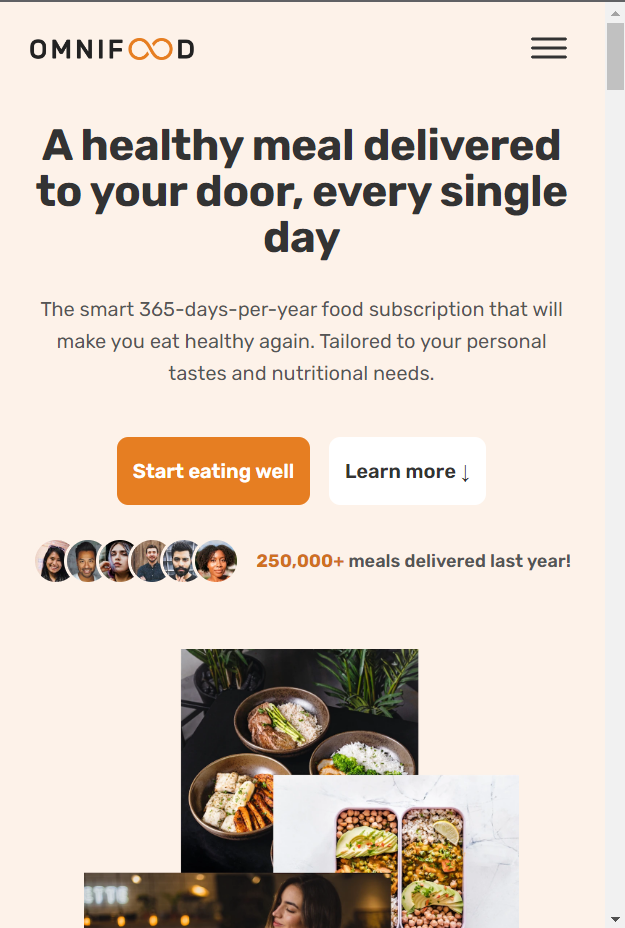 OMNIFOOD
A healthy meal delivered
to your door, every single
day
The smart 365-days-per-year food subscription that will
make you eat healthy again. Tailored to your personal
tastes and nutritional needs.
Start eating well
Learn more ↓
250,000+ meals delivered last year!